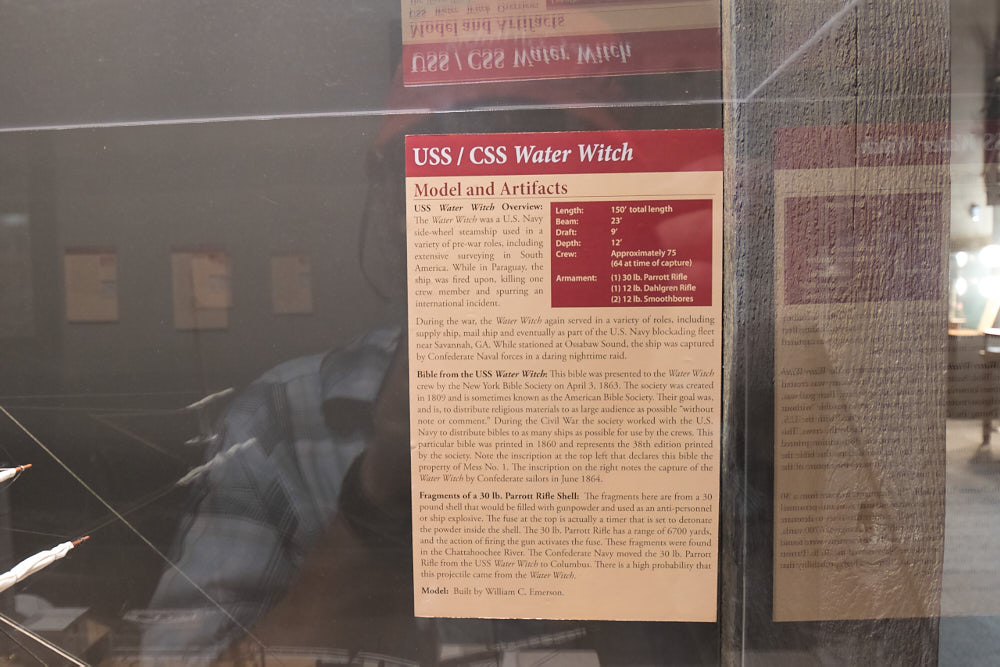 USS / CSS Water Witch
Model and Artifacts
USS Water Witch Overview:
The Water Witch was a U.S. Navy
side-wheel steamship used in a
variety of pre-war roles, including
extensive surveying in South
America. While in Paraguay, the
ship was fired upon, killing one
crew member and spurring an
international incident.
Length: 150' total length
Beam: 23'
Draft: 9'
Depth: 12'
Crew: Approximately 75
(64 at time of capture)
Armament: (1) 30 lb. Parrott Rifle
(1) 12 lb. Dahlgren Rifle
(2) 12 lb. Smoothbores
During the war, the Water Witch again served in a variety of roles, including
supply ship, mail ship and eventually as part of the U.S. Navy blockading fleet
near Savannah, GA. While stationed at Ossabaw Sound, the ship was captured
by Confederate Naval forces in a daring nighttime raid.
Bible from the USS Water Witch: This bible was presented to the Water Witch
crew by the New York Bible Society on April 3, 1863. The society was created
in 1809 and is sometimes known as the American Bible Society. Their goal was,
and is, to distribute religious materials to as large audience as possible "without
note or comment." During the Civil War the society worked with the U.S.
Navy to distribute bibles to as many ships as possible for use by the crews. This
particular bible was printed in 1860 and represents the 38th edition printed
by the society. Note the inscription at the top left that declares this bible the
property of Mess No. 1. The inscription on the right notes the capture of the
Water Witch by Confederate sailors in June 1864.
Fragments of a 30 lb. Parrott Rifle Shell: The fragments here are from a 30
pound shell that would be filled with gunpowder and used as an anti-personnel
or ship explosive. The fuse at the top is actually a timer that is set to detonate
the powder inside the shell. The 30 lb. Parrott Rifle has a range of 6700 yards,
and the action of firing the gun activates the fuse. These fragments were found
in the Chattahoochee River. The Confederate Navy moved the 30 lb. Parrott
Rifle from the USS Water Witch to Columbus. There is a high probability that
this projectile came from the Water Witch.
Model: Built by William C. Emerson.